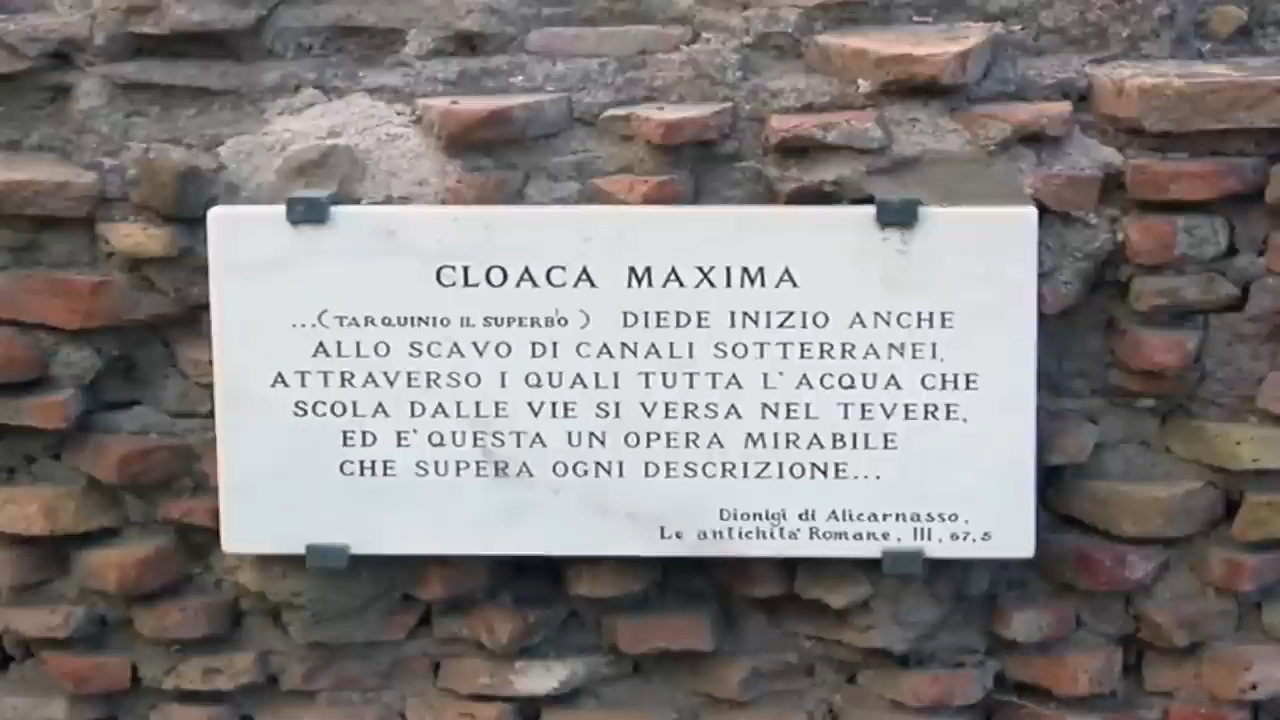 CLOACA MAXIMA
...( TARQUINIO IL SUPERBO ) DIEDE INIZIO ANCHE
ALLO SCAVO DI CANALI SOTTERRANEI,
ATTRAVERSO I QUALI TUTTA L'ACQUA CHE
SCOLA DALLE VIE SI VERSA NEL TEVERE,
ED E' QUESTA UN OPERA MIRABILE
CHE SUPERA OGNI DESCRIZIONE...
Dionigi di Alicarnasso,
Le antichita' Romane, III, 67,5